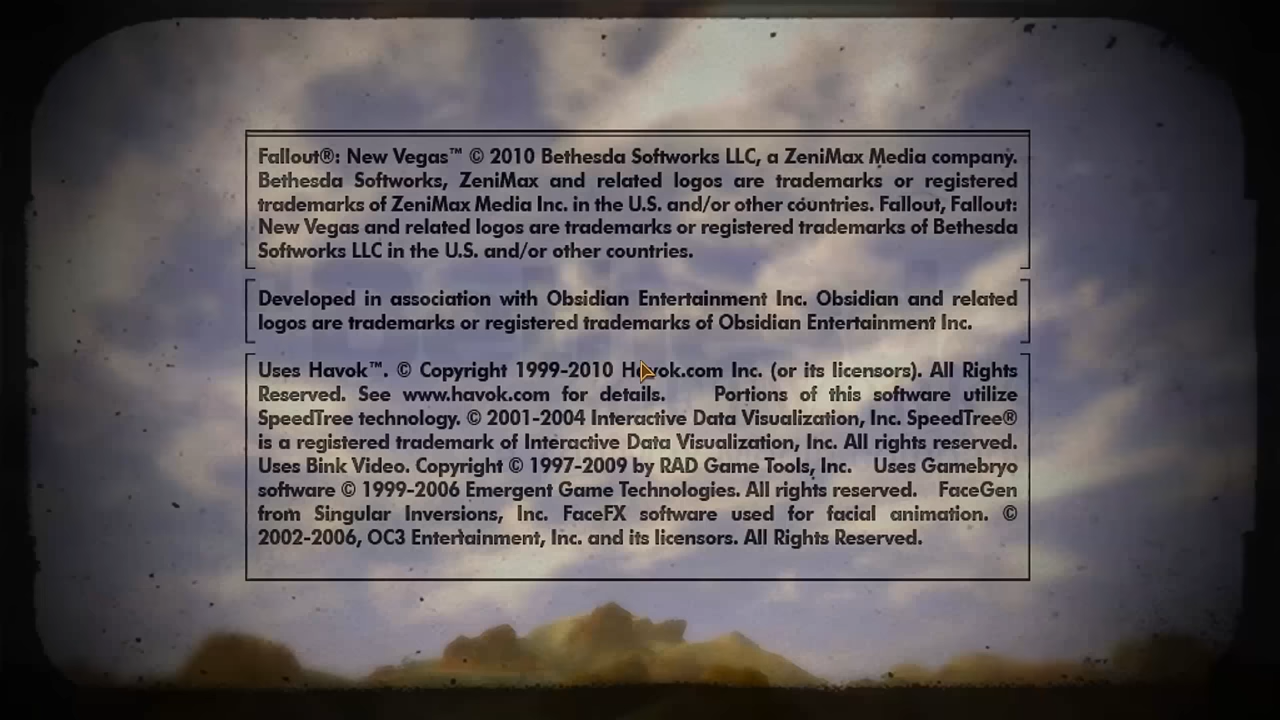 Fallout®: New Vegas™ © 2010 Bethesda Softworks LLC, a ZeniMax Media company.
Bethesda Softworks, ZeniMax and related logos are trademarks or registered
trademarks of ZeniMax Media Inc. in the U.S. and/or other countries. Fallout, Fallout:
New Vegas and related logos are trademarks or registered trademarks of Bethesda
Softworks LLC in the U.S. and/or other countries.
Developed in association with Obsidian Entertainment Inc. Obsidian and related
logos are trademarks or registered trademarks of Obsidian Entertainment Inc.
Uses Havok™. © Copyright 1999-2010 Havok.com Inc. (or its licensors). All Rights
Reserved. See www.havok.com for details. Portions of this software utilize
SpeedTree technology. © 2001-2004 Interactive Data Visualization, Inc. SpeedTree®
is a registered trademark of Interactive Data Visualization, Inc. All rights reserved.
Uses Bink Video. Copyright © 1997-2009 by RAD Game Tools, Inc. Uses Gamebryo
software © 1999-2006 Emergent Game Technologies. All rights reserved. FaceGen
from Singular Inversions, Inc. FaceFX software used for facial animation. ©
2002-2006, OC3 Entertainment, Inc. and its licensors. All Rights Reserved.